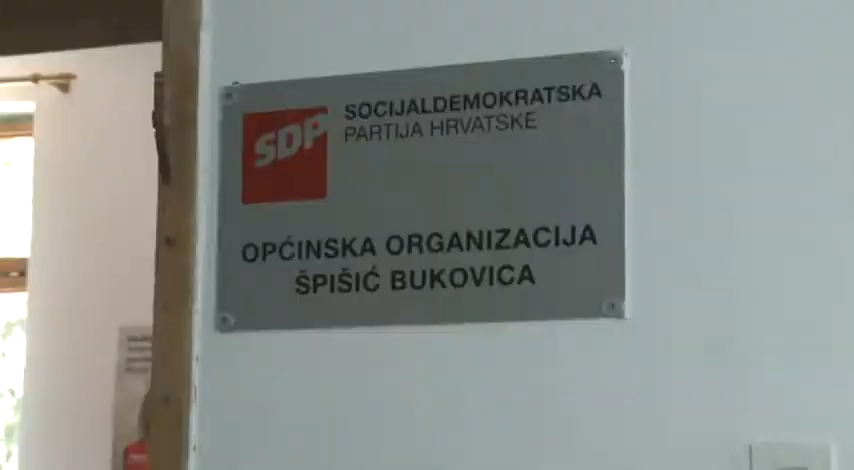 SDP
SOCIJALDEMOKRATSKA
PARTIJA HRVATSKE
OPĆINSKA ORGANIZACIJA
ŠPIŠIĆ BUKOVICA